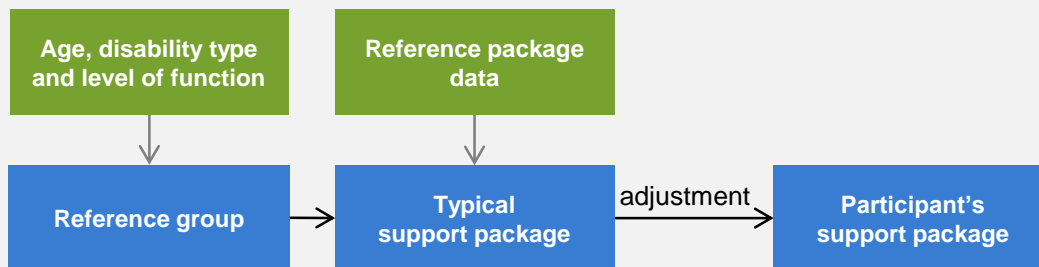 Age, disability type
and level of function
Reference package
data
Reference group
Typical
support package
adjustment
Participant's
support package